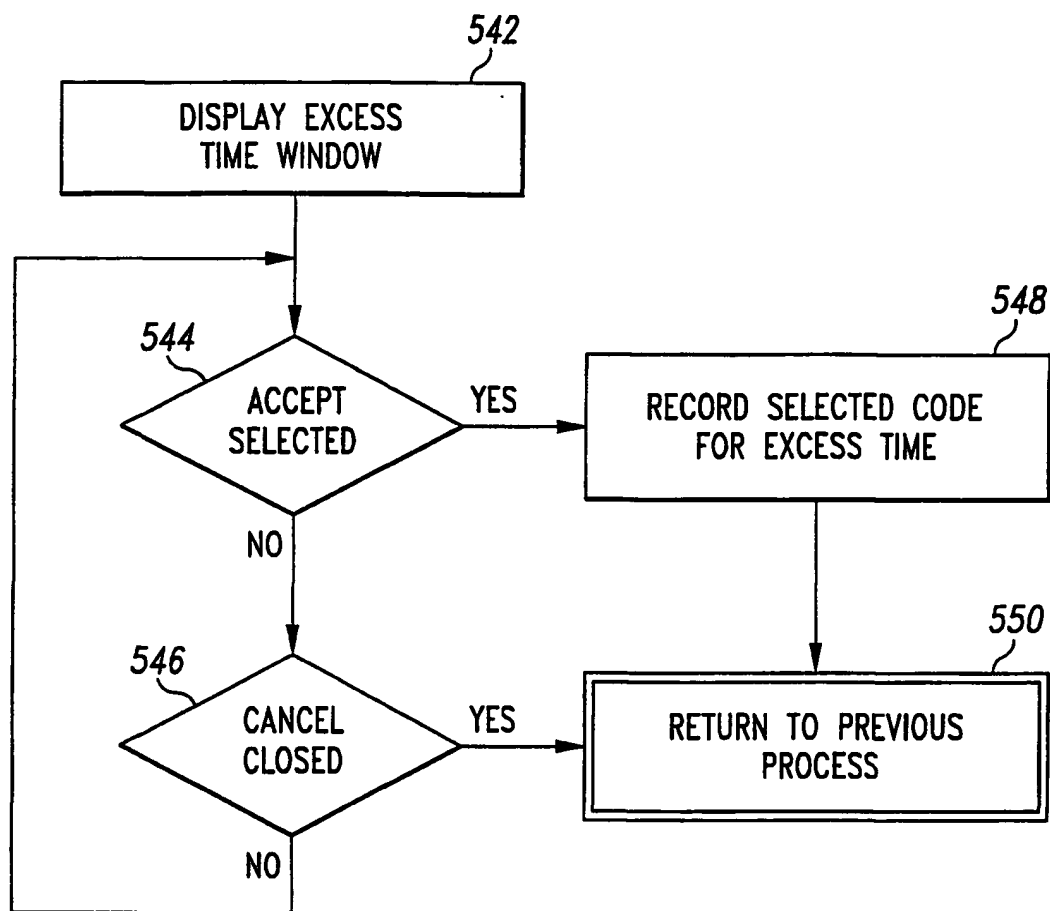 542
DISPLAY EXCESS
TIME WINDOW
544
ACCEPT
SELECTED
YES
548
RECORD SELECTED CODE
FOR EXCESS TIME
NO
546
CANCEL
CLOSED
YES
550
RETURN TO PREVIOUS
PROCESS
NO